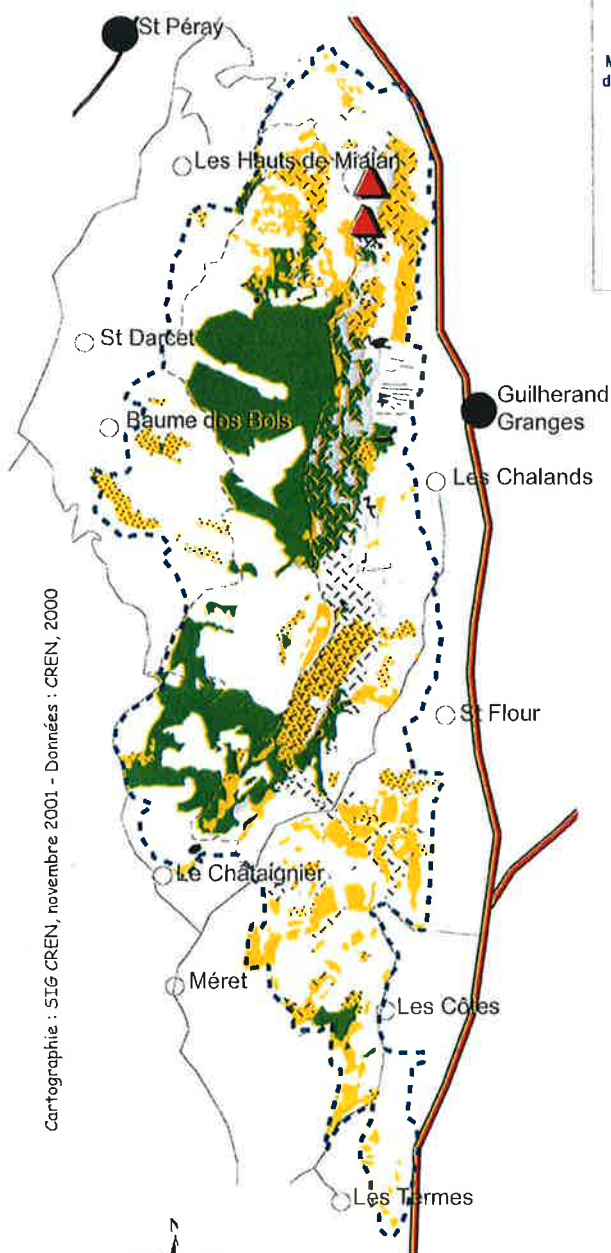 St Péray
Les Hauts de Mialan
St Darcet
Baume des Bois
Guilherand
Granges
Les Chalands
St Flour
Le Châtaignier
Méret
Les Côtes
Les Termes
Cartographie : SIG CREN, novembre 2001 - Données : CREN, 2000
N